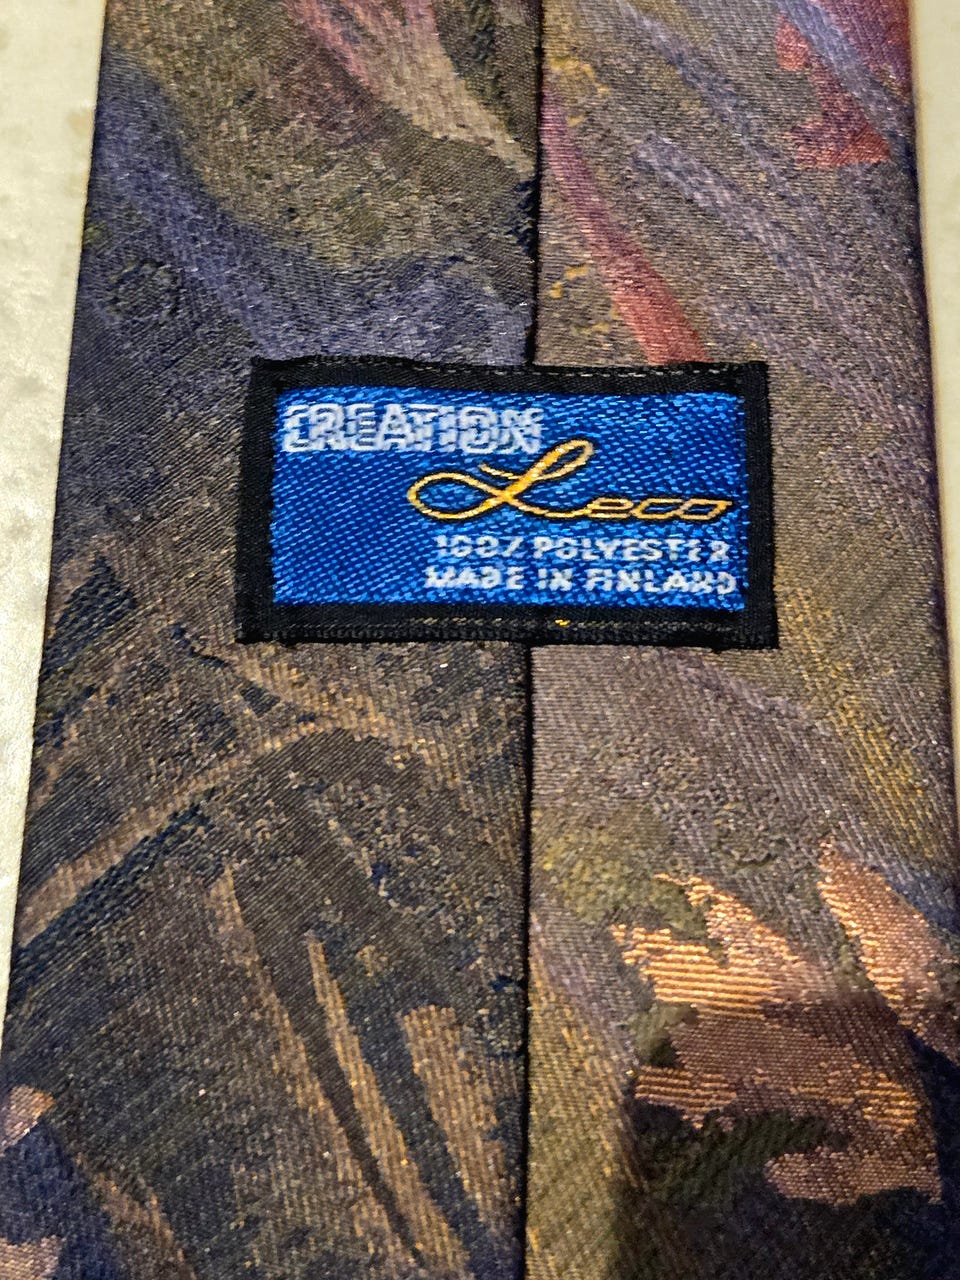 CREATION
Leco
100% POLYESTER
MADE IN FINLAND